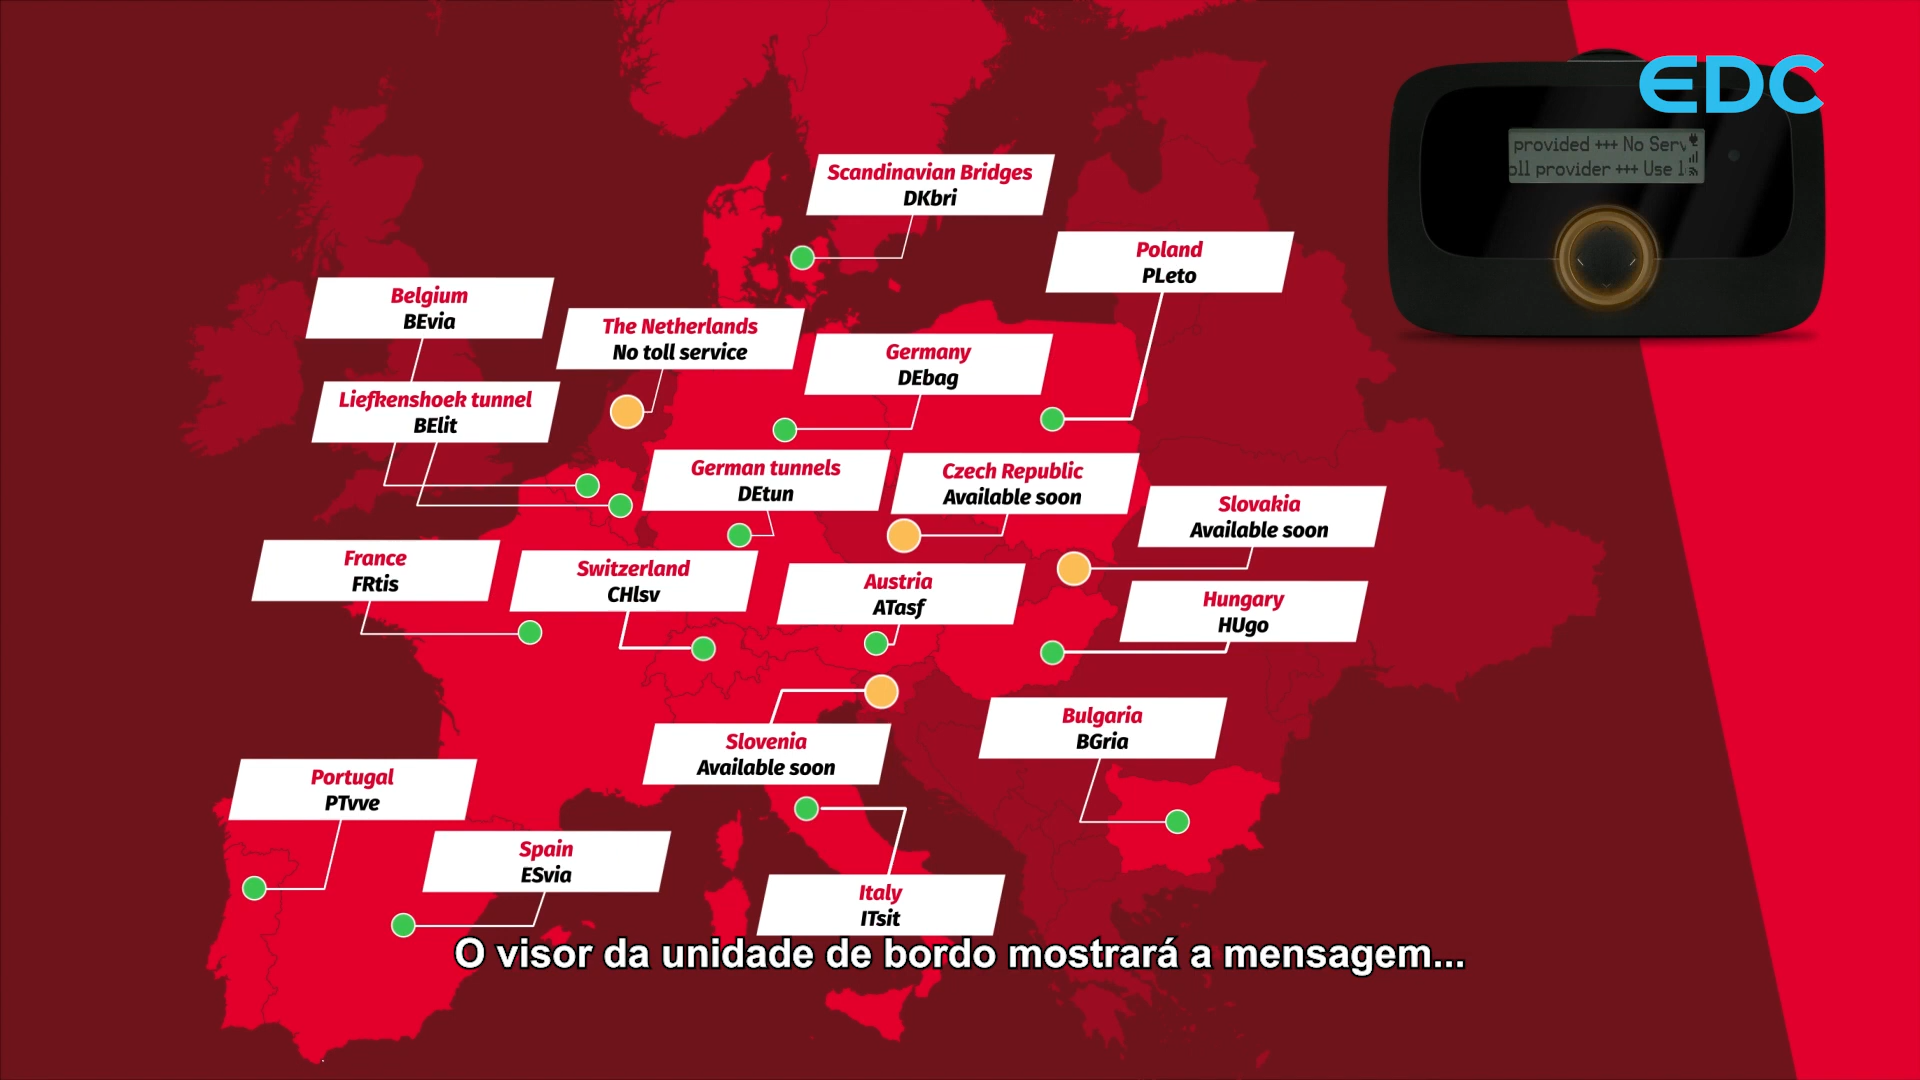 EDC
provided +++ No Serv
oll provider +++ Use l
Scandinavian Bridges
DKbri
Poland
PLeto
Belgium
BEvia
The Netherlands
No toll service
Germany
DEbag
Liefkenshoek tunnel
BElit
German tunnels
DEtun
Czech Republic
Available soon
Slovakia
Available soon
France
FRtis
Switzerland
CHlsv
Austria
ATasf
Hungary
HUgo
Slovenia
Available soon
Bulgaria
BGria
Portugal
PTvve
Spain
ESvia
Italy
ITsit
O visor da unidade de bordo mostrará a mensagem...